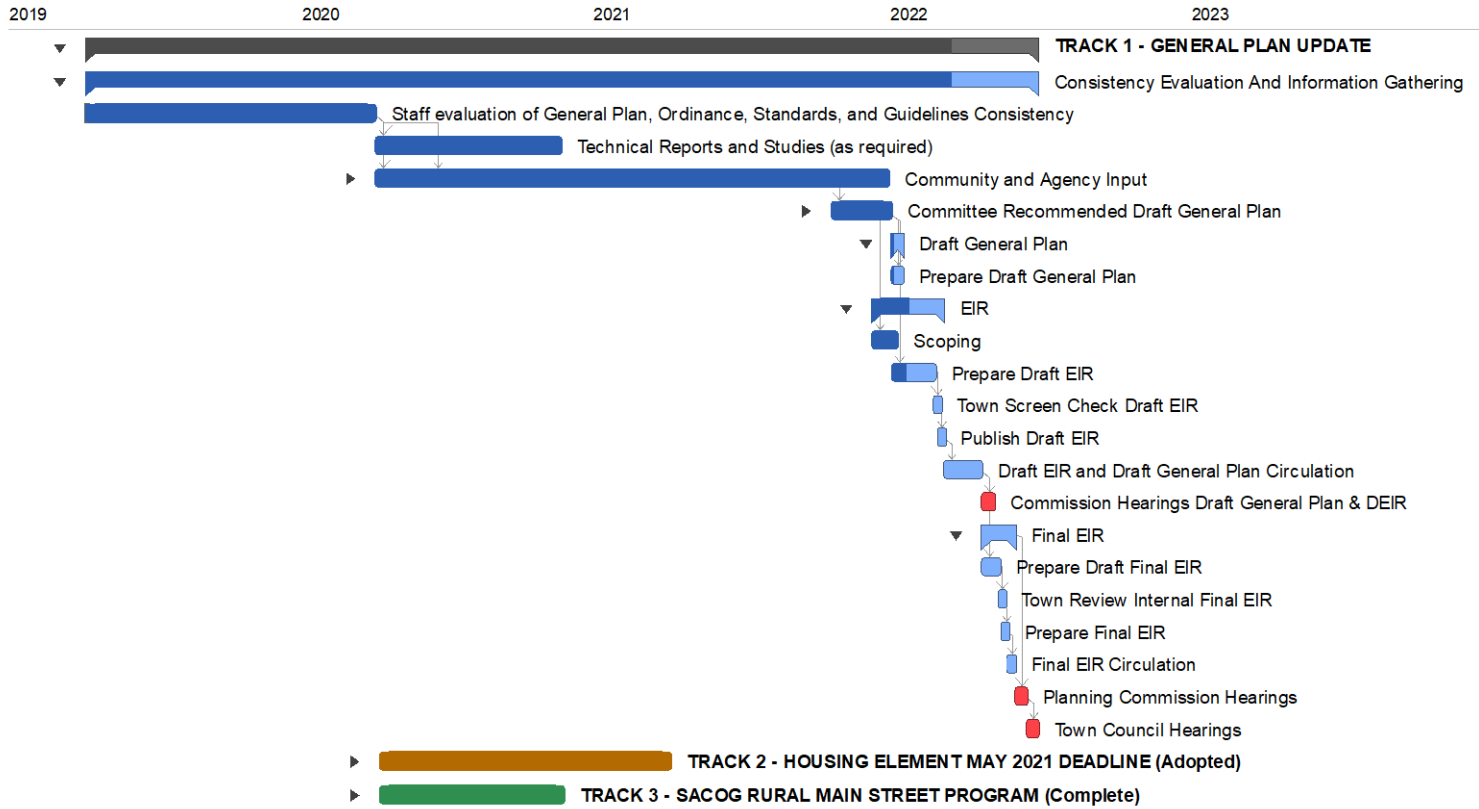 2019 2020 2021 2022 2023
TRACK 1 - GENERAL PLAN UPDATE
Consistency Evaluation And Information Gathering
Staff evaluation of General Plan, Ordinance, Standards, and Guidelines Consistency
Technical Reports and Studies (as required)
Community and Agency Input
Committee Recommended Draft General Plan
Draft General Plan
Prepare Draft General Plan
EIR
Scoping
Prepare Draft EIR
Town Screen Check Draft EIR
Publish Draft EIR
Draft EIR and Draft General Plan Circulation
Commission Hearings Draft General Plan & DEIR
Final EIR
Prepare Draft Final EIR
Town Review Internal Final EIR
Prepare Final EIR
Final EIR Circulation
Planning Commission Hearings
Town Council Hearings
TRACK 2 - HOUSING ELEMENT MAY 2021 DEADLINE (Adopted)
TRACK 3 - SACOG RURAL MAIN STREET PROGRAM (Complete)